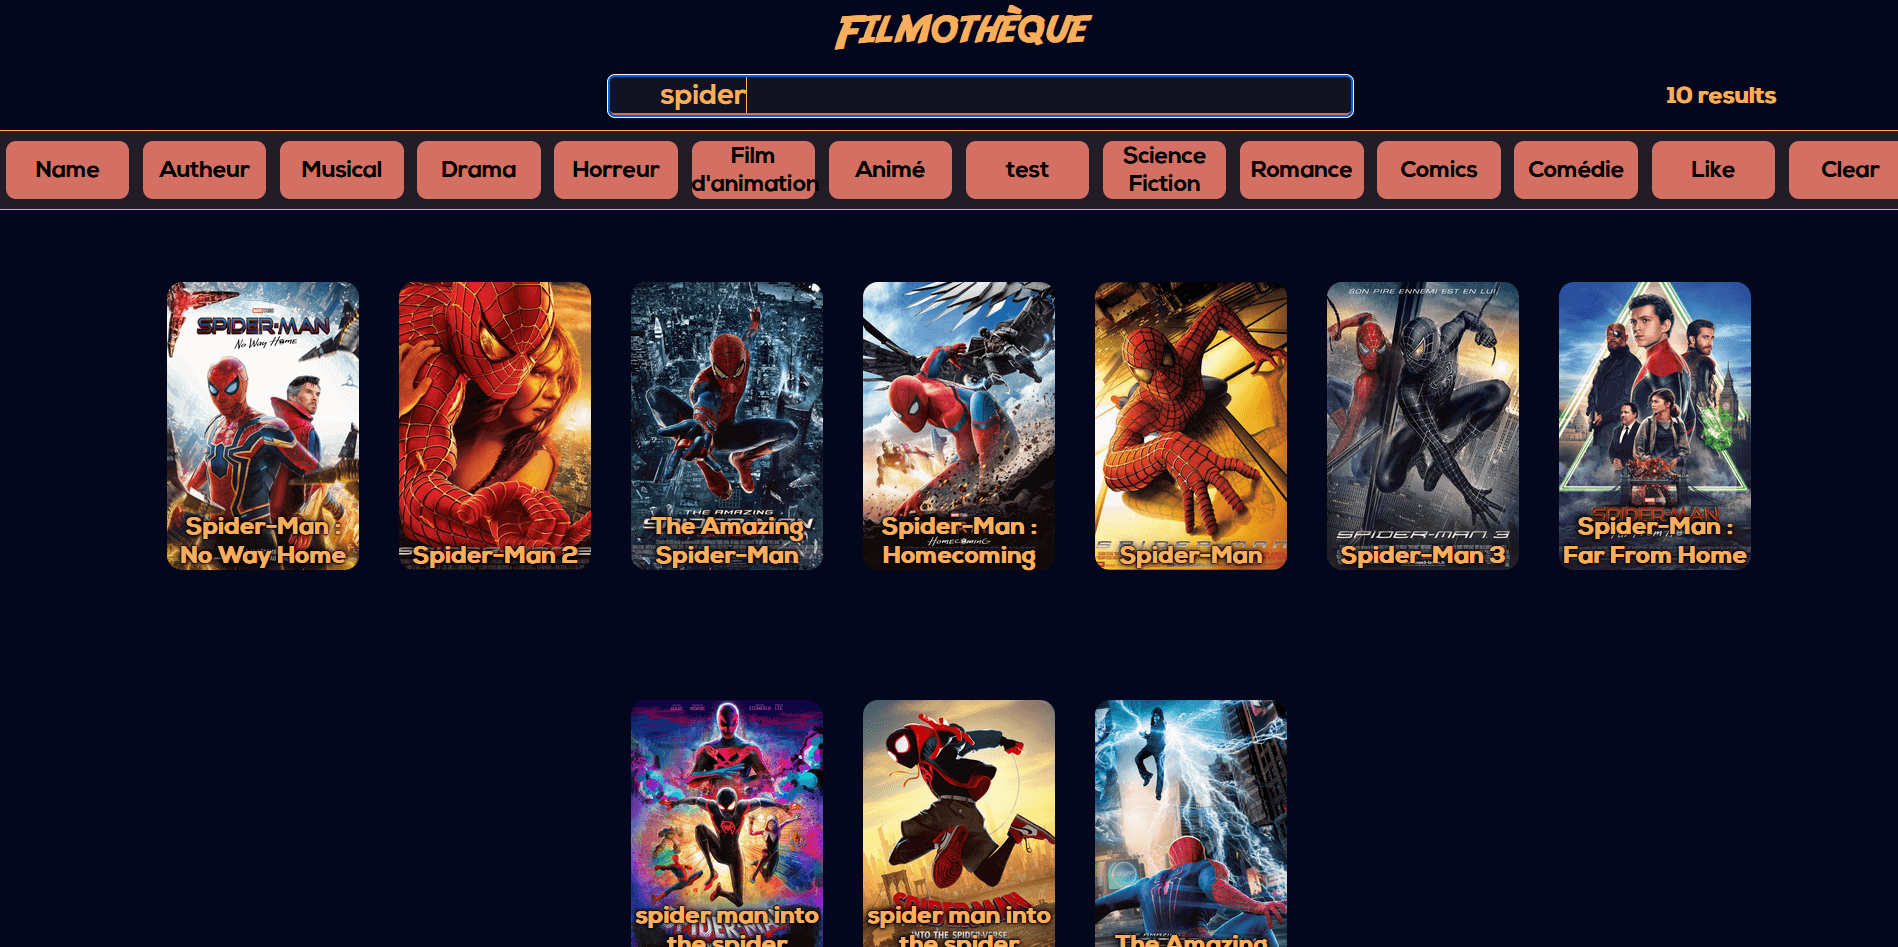 FILMOTHÈQUE
spider
10 results
Name
Autheur
Musical
Drama
Horreur
Film
d'animation
Animé
test
Science
Fiction
Romance
Comics
Comédie
Like
Clear
SPIDER-MAN
No Way Home
Spider-Man :
No Way Home
Spider-Man 2
THE AMAZING
The Amazing
Spider-Man
Spider-Man :
HOMECOMING
Homecoming
SPIDER-MAN
Spider-Man
SON PIRE ENNEMI EST EN LUI
SPIDER-MAN 3
Spider-Man 3
SPIDER-MAN
Spider-Man :
Far From Home
spider man into
the spider
SPIDER-MAN
spider man into
INTO THE SPIDER-VERSE
the spider
The Amazing